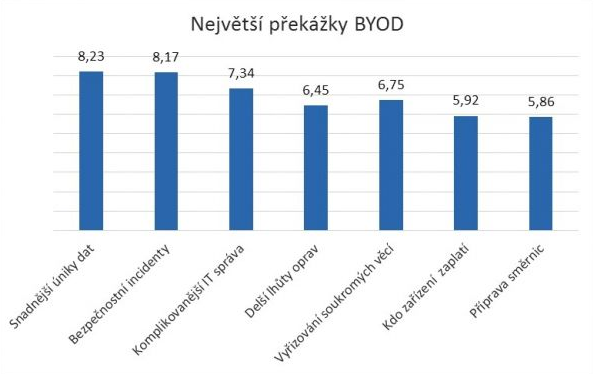 Největší překážky BYOD
8,23
8,17
7,34
6,45
6,75
5,92
5,86
Snadnější úniky dat
Bezpečnostní incidenty
Komplikovanější IT správa
Delší lhůty oprav
Vyřizování soukromých věcí
Kdo zařízení zaplatí
Příprava směrnic